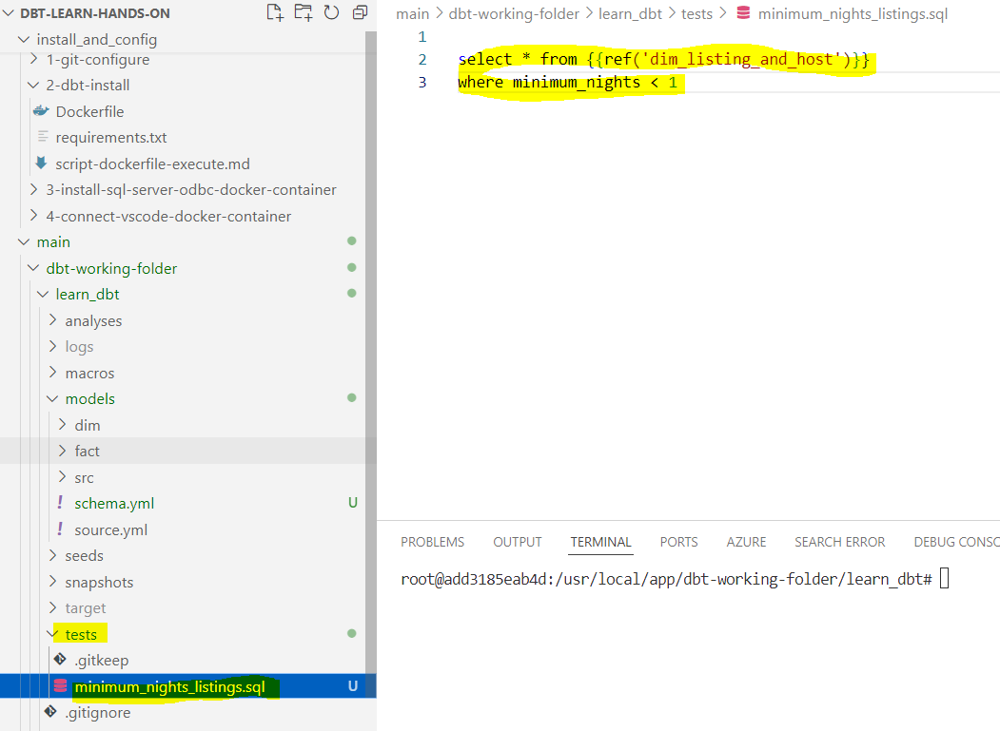 DBT-LEARN-HANDS-ON
install_and_config
1-git-configure
2-dbt-install
Dockerfile
requirements.txt
script-dockerfile-execute.md
3-install-sql-server-odbc-docker-container
4-connect-vscode-docker-container
main
dbt-working-folder
learn_dbt
analyses
logs
macros
models
dim
fact
src
! schema.yml U
! source.yml
seeds
snapshots
target
tests
.gitkeep
minimum_nights_listings.sql U
.gitignore
main > dbt-working-folder > learn_dbt > tests > minimum_nights_listings.sql
1
2 select * from {{ref('dim_listing_and_host')}}
3 where minimum_nights < 1
PROBLEMS OUTPUT TERMINAL PORTS AZURE SEARCH ERROR DEBUG CONSC
root@add3185eab4d:/usr/local/app/dbt-working-folder/learn_dbt#